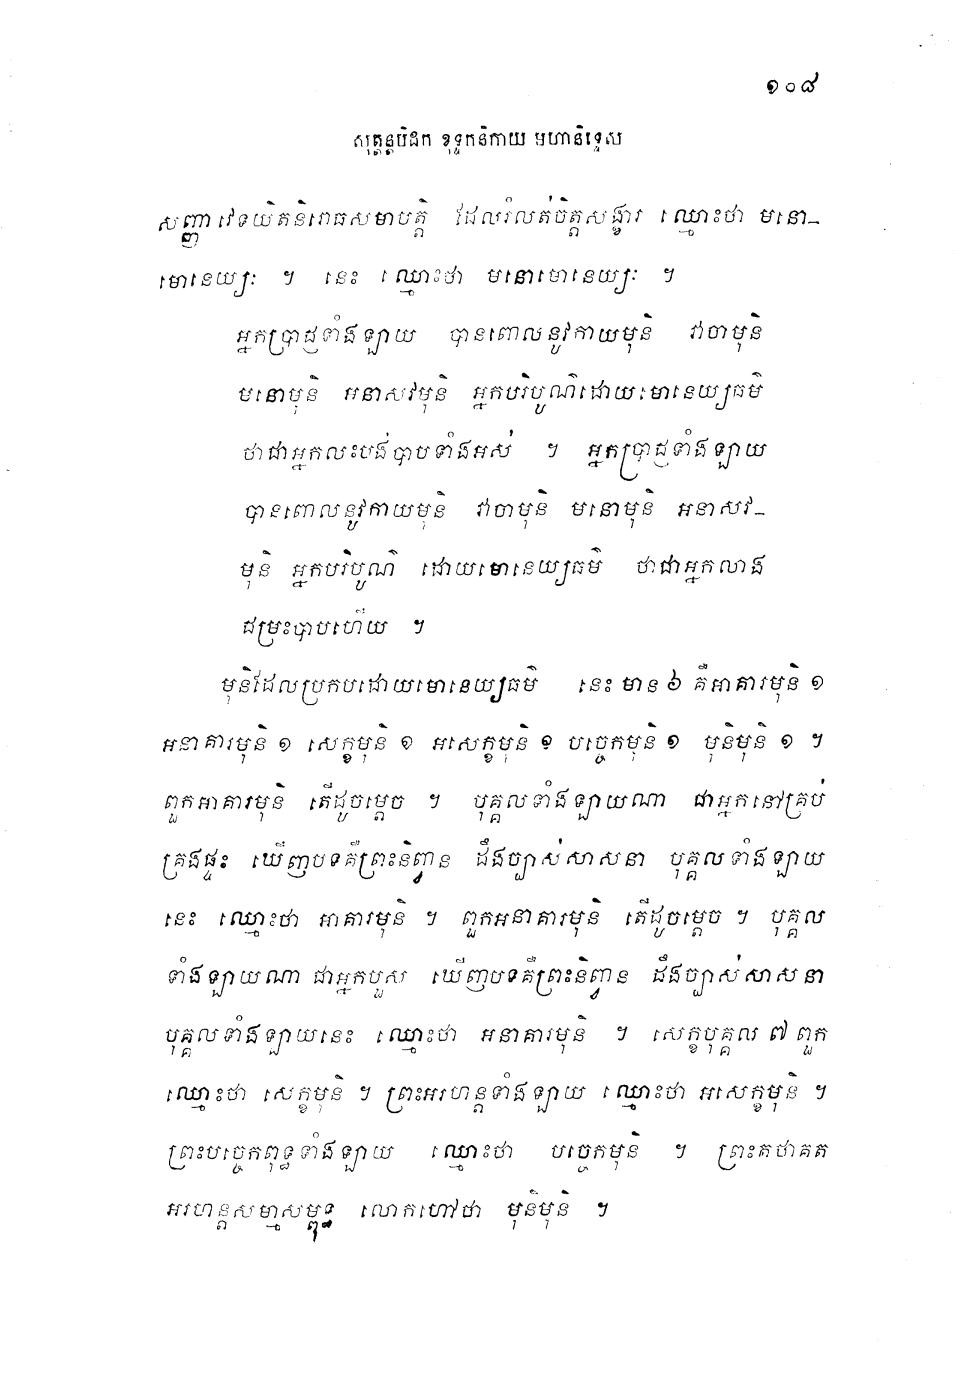 ១០៨
សុត្តន្តបិដក ខុទ្ទកនិកាយ មហានិទ្ទេស
សញ្ញាវេទយិតនិរោធសមាបត្តិ ដែលរំលត់ចិត្តសង្ខារ ឈ្មោះថា មនោ-
មោនេយ្យៈ ។ នេះ ឈ្មោះថា មនោមោនេយ្យៈ ។
អ្នកប្រាជ្ញទាំងឡាយ បានពោលនូវកាយមុនិ វាចាមុនិ
មនោមុនិ អនាសវមុនិ អ្នកបរិបូណ៌ដោយមោនេយ្យធម៌
ថាជាអ្នកលះបង់បាបទាំងអស់ ។ អ្នកប្រាជ្ញទាំងឡាយ
បានពោលនូវកាយមុនិ វាចាមុនិ មនោមុនិ អនាសវ-
មុនិ អ្នកបរិបូណ៌ ដោយមោនេយ្យធម៌ ថាជាអ្នកលាង
ជម្រះបាបហើយ ។
មុនិដែលប្រកបដោយមោនេយ្យធម៌ នេះ មាន ៦ គឺអាគារមុនិ ១
អនាគារមុនិ ១ សេក្ខមុនិ ១ អសេក្ខមុនិ ១ បច្ចេកមុនិ ១ មុនិមុនិ ១ ។
ពួកអាគារមុនិ តើដូចម្តេច ។ បុគ្គលទាំងឡាយណា ជាអ្នកនៅគ្រប់
គ្រងផ្ទះ ឃើញបទគឺព្រះនិព្វាន ដឹងច្បាស់សាសនា បុគ្គលទាំងឡាយ
នេះ ឈ្មោះថា អាគារមុនិ ។ ពួកអនាគារមុនិ តើដូចម្តេច ។ បុគ្គល
ទាំងឡាយណា ជាអ្នកបួស ឃើញបទគឺព្រះនិព្វាន ដឹងច្បាស់សាសនា
បុគ្គលទាំងឡាយនេះ ឈ្មោះថា អនាគារមុនិ ។ សេក្ខបុគ្គល ៧ ពួក
ឈ្មោះថា សេក្ខមុនិ ។ ព្រះអរហន្តទាំងឡាយ ឈ្មោះថា អសេក្ខមុនិ ។
ព្រះបច្ចេកពុទ្ធទាំងឡាយ ឈ្មោះថា បច្ចេកមុនិ ។ ព្រះតថាគត
អរហន្តសម្មាសម្ពុទ្ធ លោកហៅថា មុនិមុនិ ។